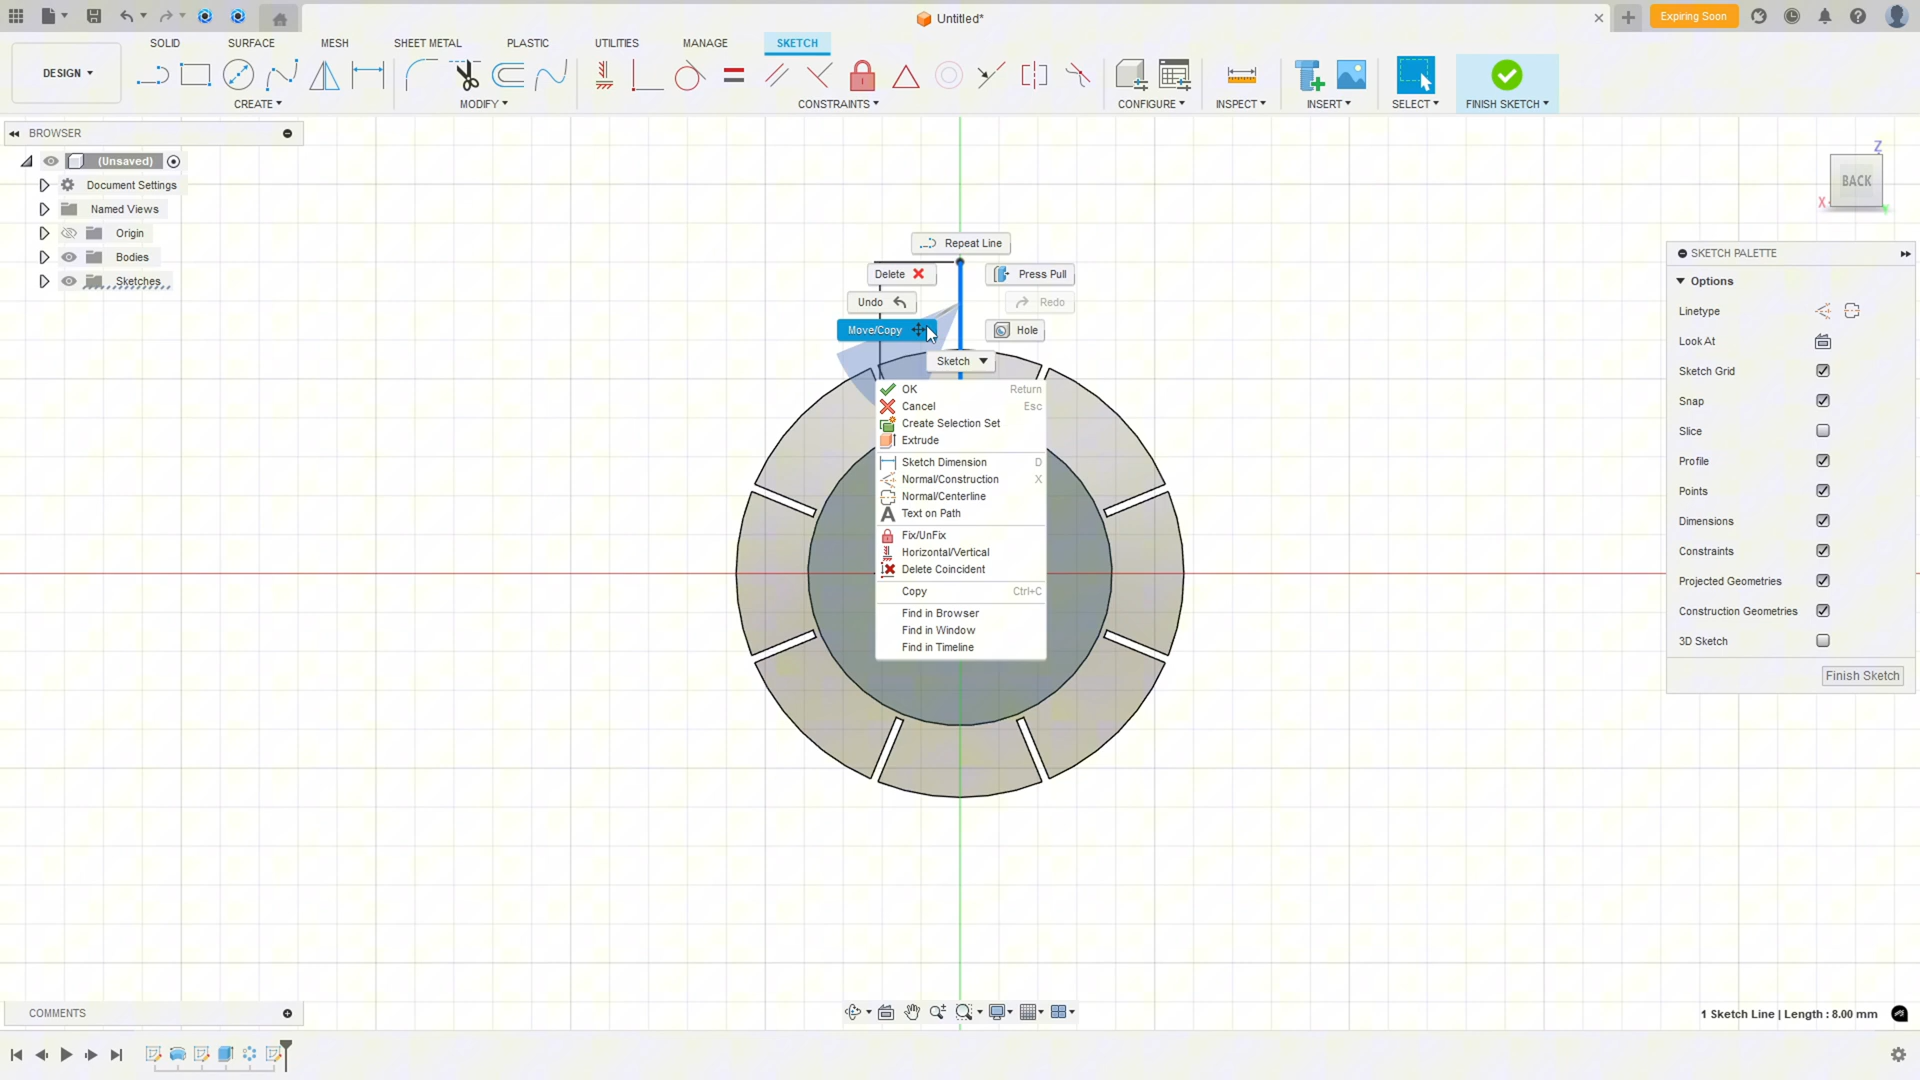 Untitled*
Expiring Soon
SOLID
SURFACE
MESH
SHEET METAL
PLASTIC
UTILITIES
MANAGE
SKETCH
DESIGN
CREATE
MODIFY
CONSTRAINTS
CONFIGURE
INSPECT
INSERT
SELECT
FINISH SKETCH
BROWSER
(Unsaved)
Document Settings
Named Views
Origin
Bodies
Sketches
Z
BACK
X
Y
Repeat Line
Delete
Press Pull
Undo
Redo
Move/Copy
Hole
Sketch
OK Return
Cancel Esc
Create Selection Set
Extrude
Sketch Dimension D
Normal/Construction X
Normal/Centerline
Text on Path
Fix/UnFix
Horizontal/Vertical
Delete Coincident
Copy Ctrl+C
Find in Browser
Find in Window
Find in Timeline
SKETCH PALETTE
Options
Linetype
Look At
Sketch Grid
Snap
Slice
Profile
Points
Dimensions
Constraints
Projected Geometries
Construction Geometries
3D Sketch
Finish Sketch
COMMENTS
1 Sketch Line | Length : 8.00 mm